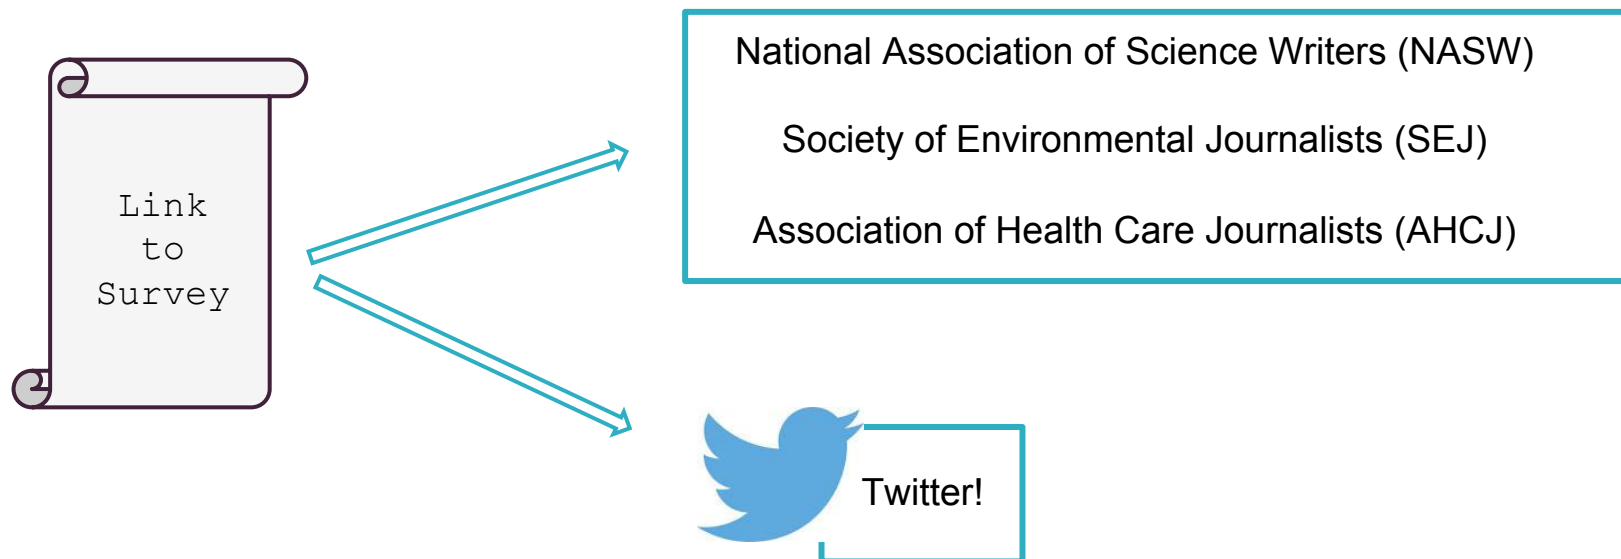 Link
to
Survey
National Association of Science Writers (NASW)
Society of Environmental Journalists (SEJ)
Association of Health Care Journalists (AHCJ)
Twitter!